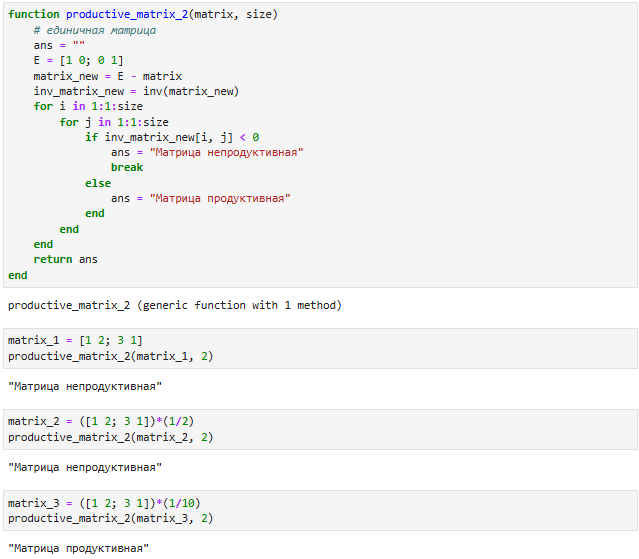 function productive_matrix_2(matrix, size)
    # единичная матрица
    ans = ""
    E = [1 0; 0 1]
    matrix_new = E - matrix
    inv_matrix_new = inv(matrix_new)
    for i in 1:1:size
        for j in 1:1:size
            if inv_matrix_new[i, j] < 0
                ans = "Матрица непродуктивная"
                break
            else
                ans = "Матрица продуктивная"
            end
        end
    end
    return ans
end
productive_matrix_2 (generic function with 1 method)
matrix_1 = [1 2; 3 1]
productive_matrix_2(matrix_1, 2)
"Матрица непродуктивная"
matrix_2 = ([1 2; 3 1])*(1/2)
productive_matrix_2(matrix_2, 2)
"Матрица непродуктивная"
matrix_3 = ([1 2; 3 1])*(1/10)
productive_matrix_2(matrix_3, 2)
"Матрица продуктивная"